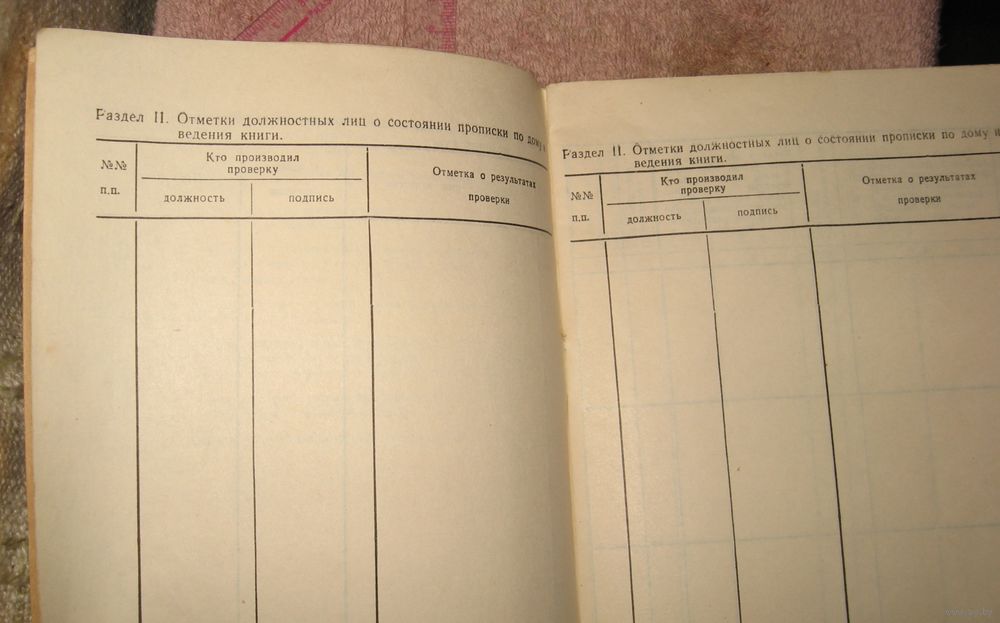 Раздел II. Отметки должностных лиц о состоянии прописки по дому и
ведения книги.
№№
п.п.
Кто производил
проверку
должность
подпись
Отметка о результатах
проверки
Раздел II. Отметки должностных лиц о состоянии прописки по дому и
ведения книги.
№№
п.п.
Кто производил
проверку
должность
подпись
Отметка о результатах
проверки